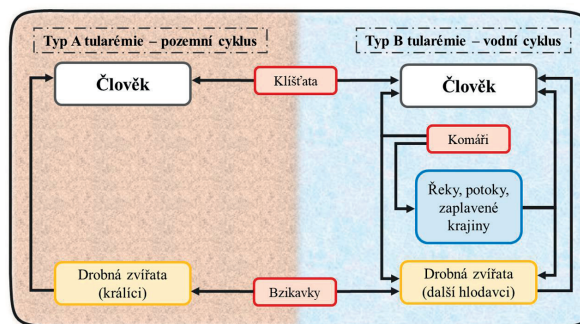 Typ A tularémie – pozemní cyklus
Typ B tularémie – vodní cyklus
Člověk
Klíšťata
Člověk
Komáři
Řeky, potoky,
zaplavené
krajiny
Drobná zvířata
(králíci)
Bzikavky
Drobná zvířata
(další hlodavci)